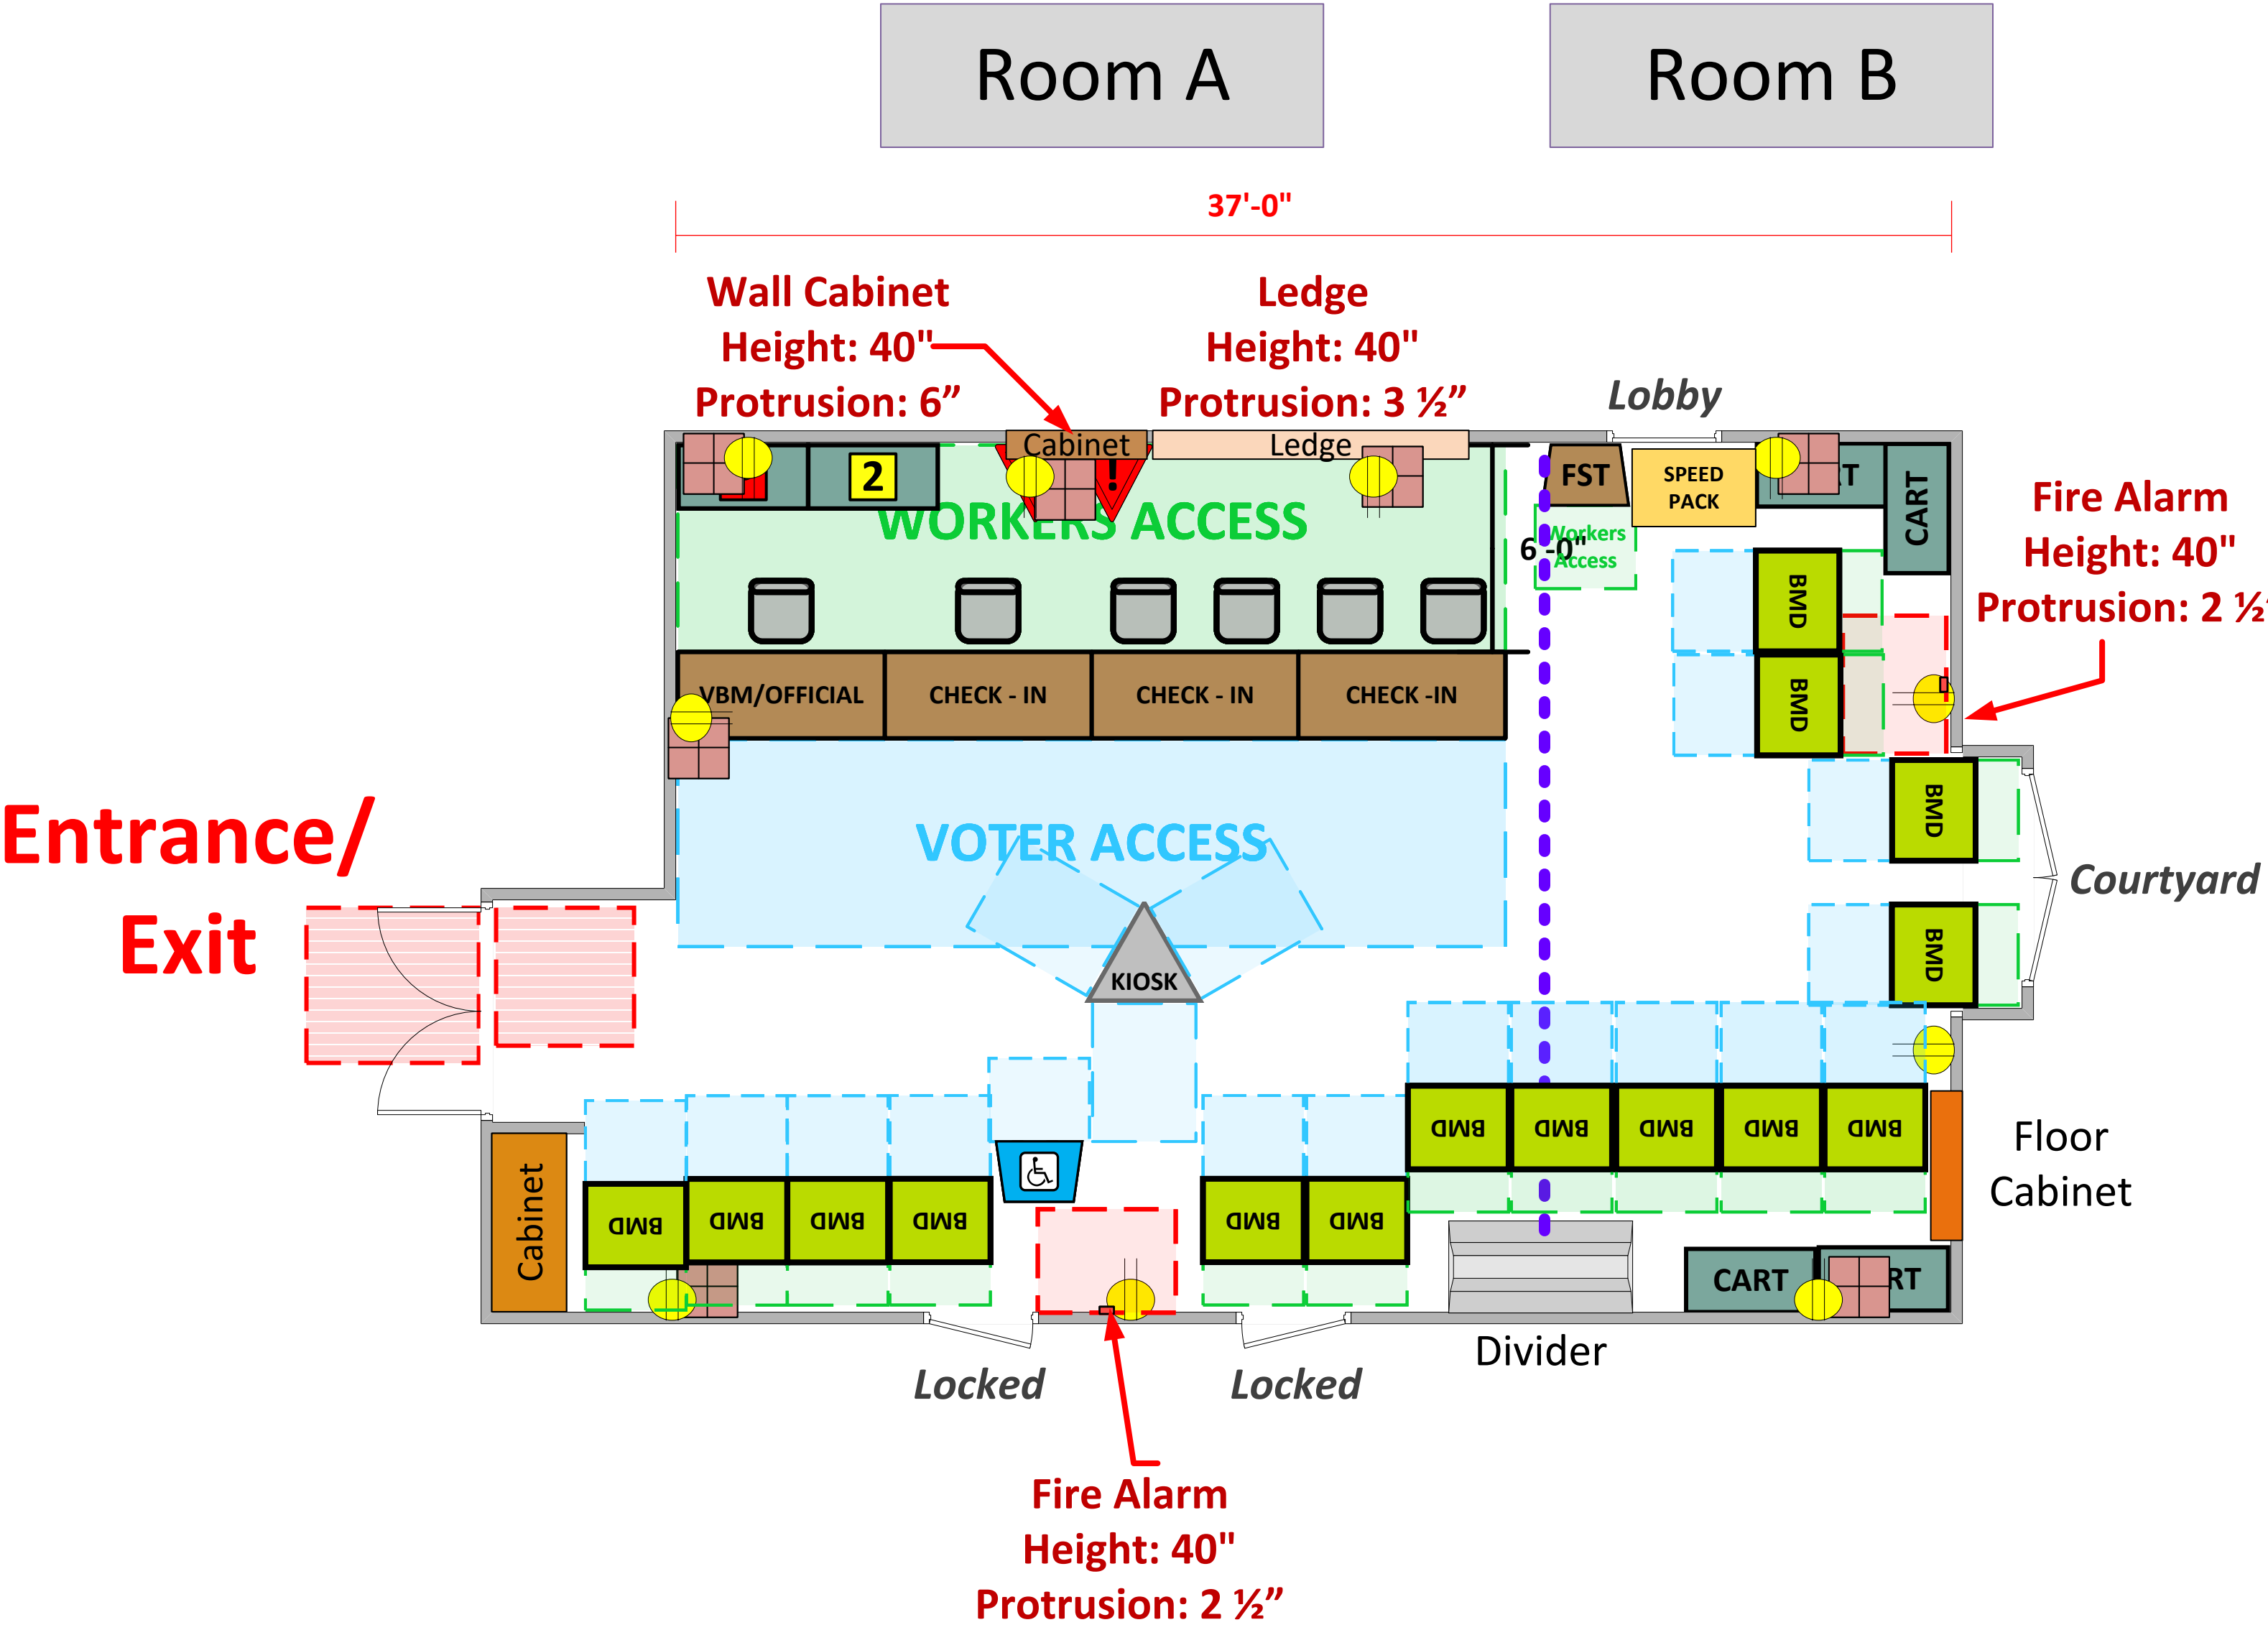 Room A
Room B
37'-0"
Wall Cabinet
Height: 40"
Protrusion: 6”
Ledge
Height: 40"
Protrusion: 3 ½”
Lobby
Cabinet
Ledge
!
2
WORKERS ACCESS
FST
SPEED
PACK
CART
Workers
Access
6'-0"
Fire Alarm
Height: 40"
Protrusion: 2 ½
BMD
BMD
VBM/OFFICIAL
CHECK - IN
CHECK - IN
CHECK -IN
VOTER ACCESS
Entrance/
Exit
BMD
Courtyard
BMD
KIOSK
BMD
BMD
BMD
BMD
BMD
Floor
Cabinet
Cabinet
BMD
BMD
BMD
BMD
BMD
BMD
CART
RT
Divider
Locked
Locked
Fire Alarm
Height: 40"
Protrusion: 2 ½”